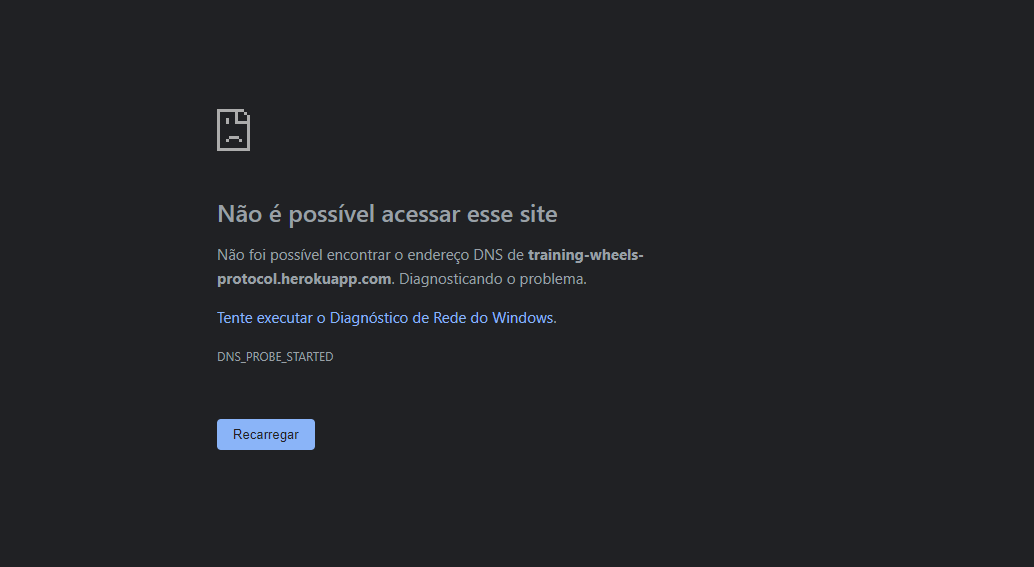 Não é possível acessar esse site
Não foi possível encontrar o endereço DNS de training-wheels-
protocol.herokuapp.com. Diagnosticando o problema.
Tente executar o Diagnóstico de Rede do Windows.
DNS_PROBE_STARTED
Recarregar